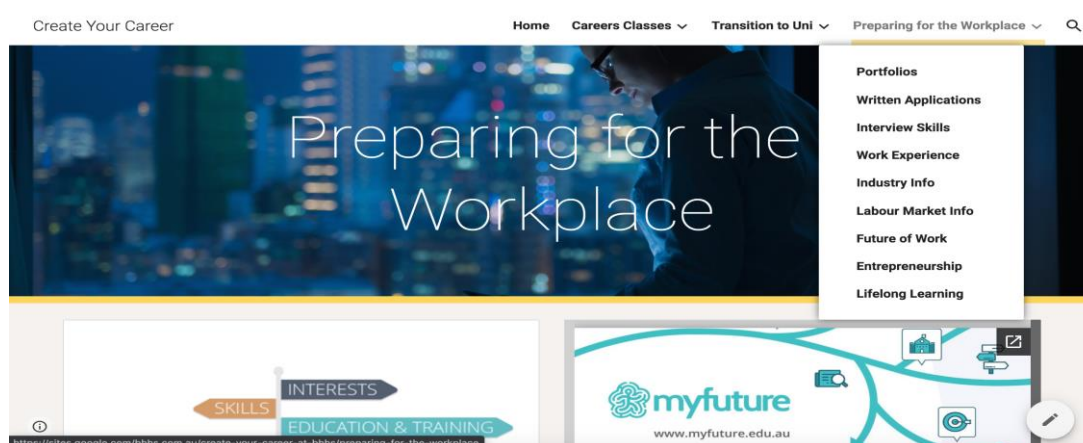 Create Your Career
Home Careers Classes Transition to Uni Preparing for the Workplace
Portfolios
Written Applications
Interview Skills
Work Experience
Industry Info
Labour Market Info
Future of Work
Entrepreneurship
Lifelong Learning
Preparing for the
Workplace
INTERESTS
SKILLS
EDUCATION & TRAINING
myfuture
www.myfuture.edu.au